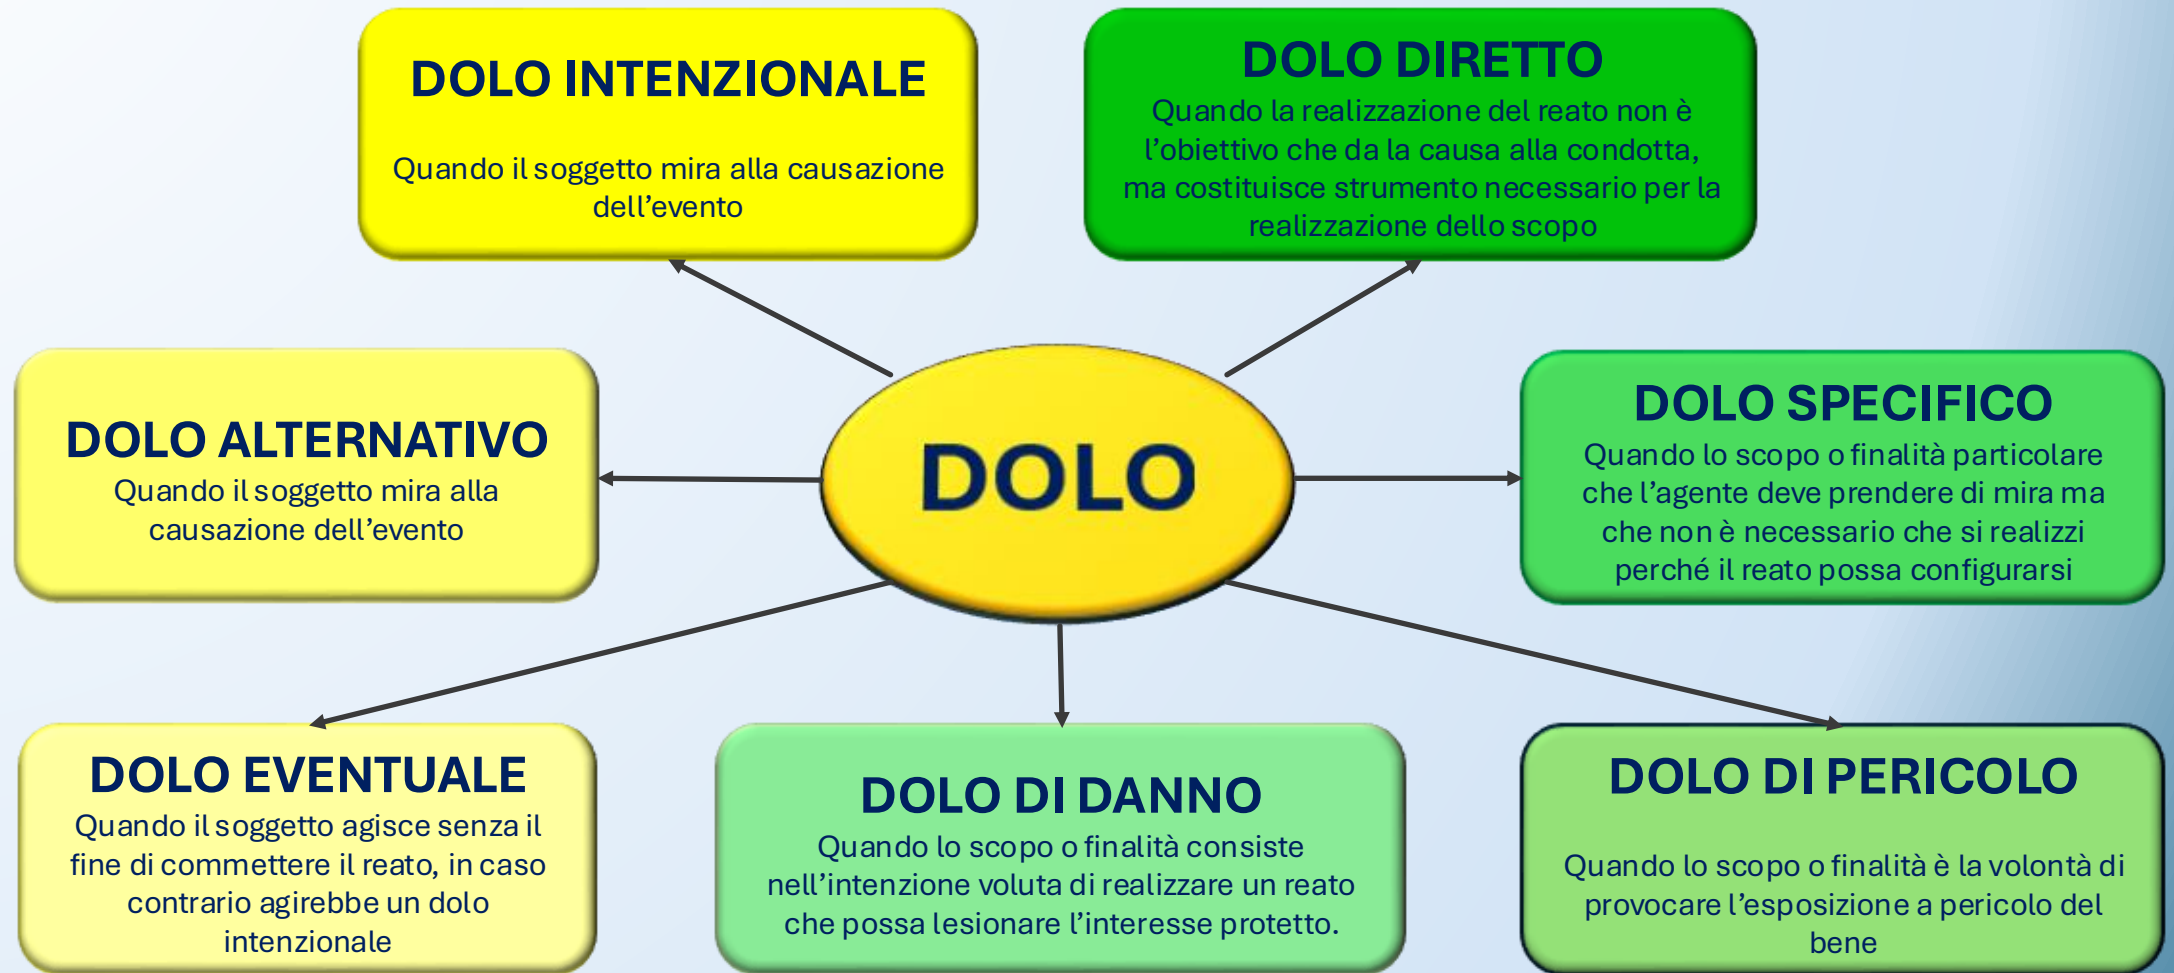 DOLO INTENZIONALE
Quando il soggetto mira alla causazione
dell'evento
DOLO DIRETTO
Quando la realizzazione del reato non è
l'obiettivo che da la causa alla condotta,
ma costituisce strumento necessario per la
realizzazione dello scopo
DOLO ALTERNATIVO
Quando il soggetto mira alla
causazione dell'evento
DOLO
DOLO SPECIFICO
Quando lo scopo o finalità particolare
che l'agente deve prendere di mira ma
che non è necessario che si realizzi
perché il reato possa configurarsi
DOLO EVENTUALE
Quando il soggetto agisce senza il
fine di commettere il reato, in caso
contrario agirebbe un dolo
intenzionale
DOLO DI DANNO
Quando lo scopo o finalità consiste
nell'intenzione voluta di realizzare un reato
che possa lesionare l'interesse protetto.
DOLO DI PERICOLO
Quando lo scopo o finalità è la volontà di
provocare l'esposizione a pericolo del
bene